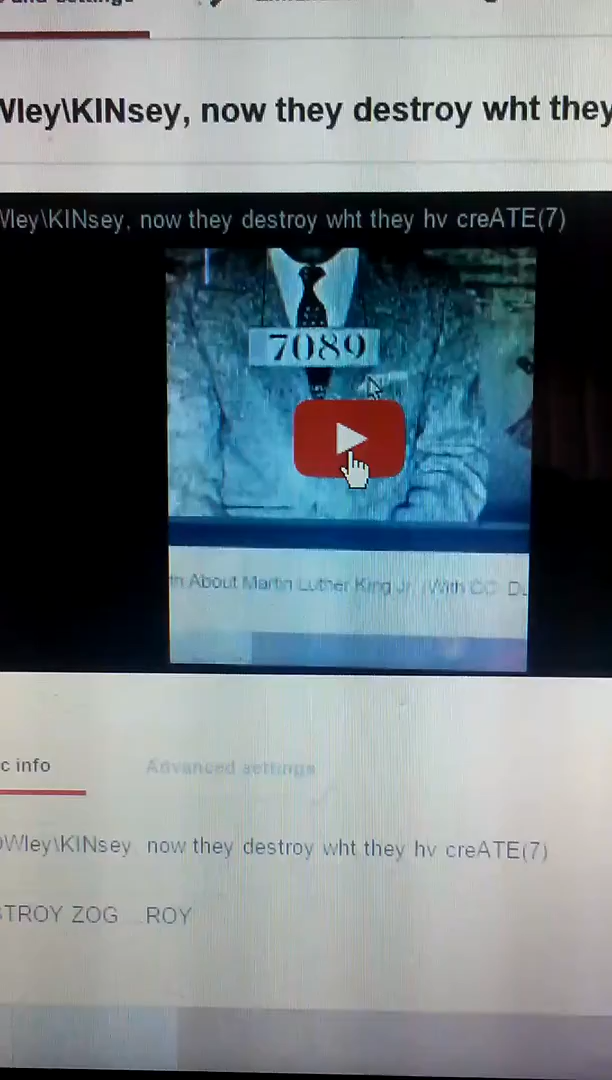 Wley\KINsey, now they destroy wht they
Wley\KINsey, now they destroy wht they hv creATE(7)
7089
About Martin Luther King Jr. (With CC
c info
Advanced settings
Wley\KINsey now they destroy wht they hv creATE(7)
TROY ZOG ROY